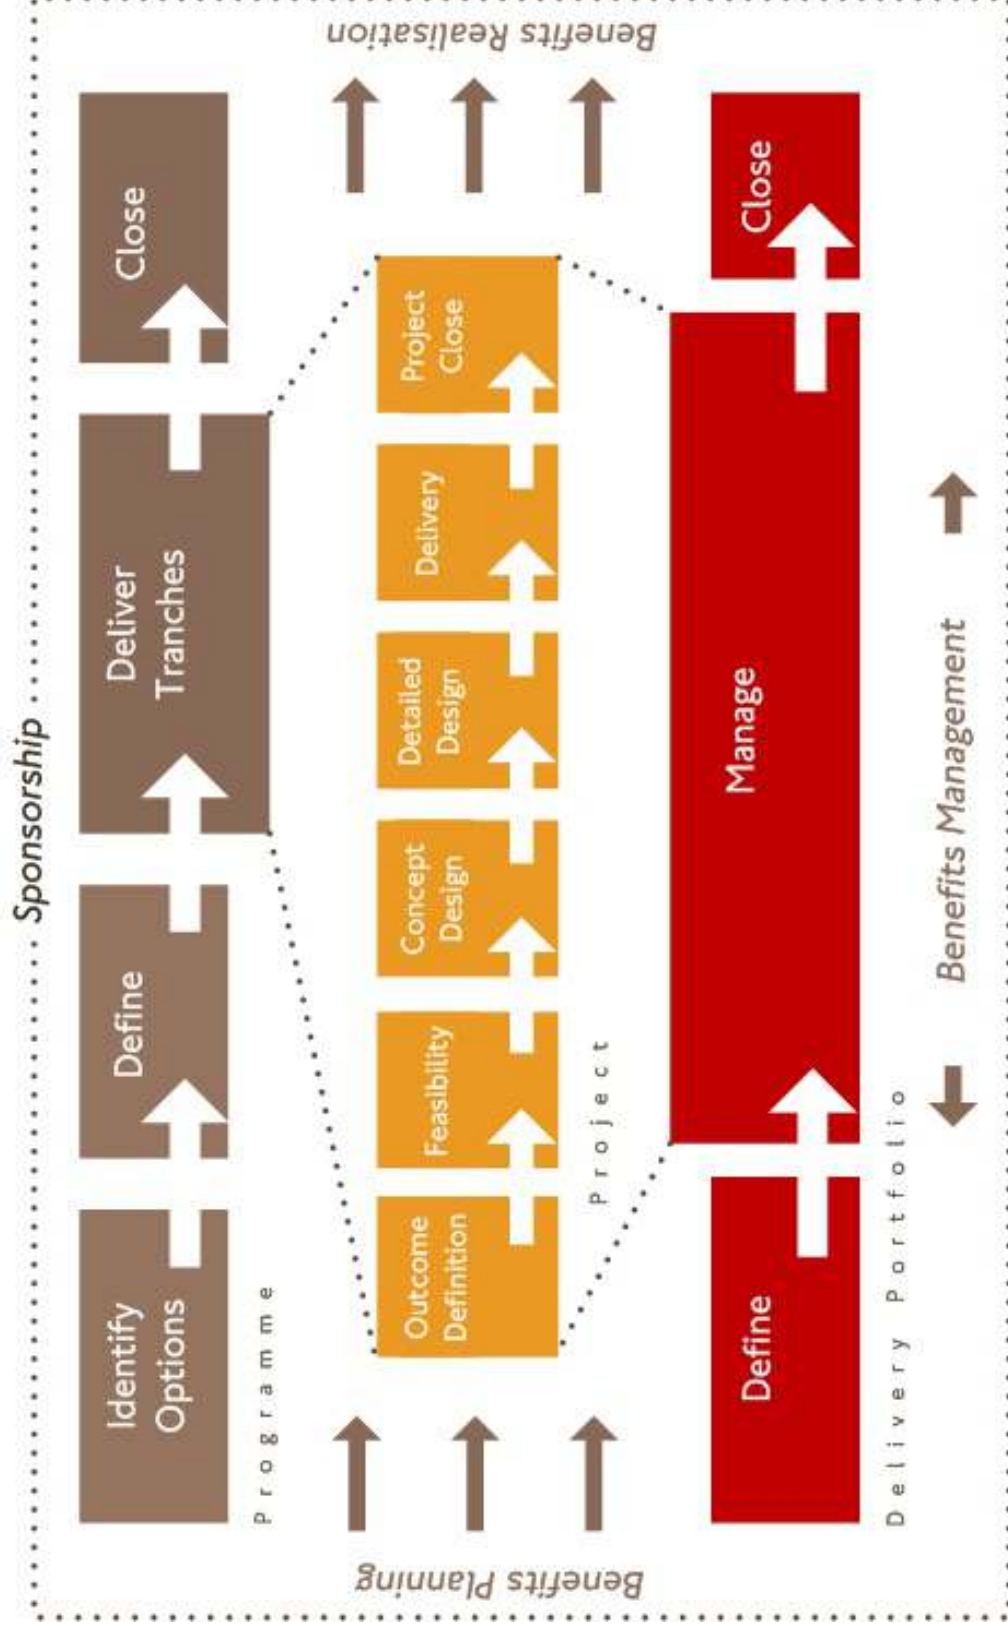 Sponsorship
Identify
Options
Define
Deliver
Tranches
Close
Programme
Benefits Planning
Outcome
Definition
Feasibility
Concept
Design
Detailed
Design
Delivery
Project
Close
Benefits Realisation
Project
Define
Manage
Close
Delivery Portfolio
Benefits Management